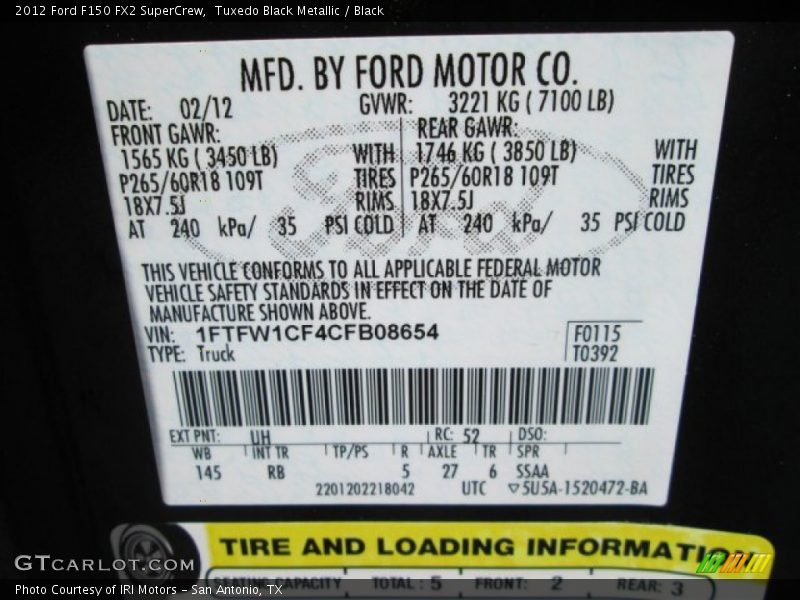 2012 Ford F150 FX2 SuperCrew, Tuxedo Black Metallic / Black
MFD. BY FORD MOTOR CO.
DATE: 02/12 GVWR: 3221 KG ( 7100 LB)
FRONT GAWR: REAR GAWR:
1565 KG ( 3450 LB) WITH 1746 KG ( 3850 LB) WITH
P265/60R18 109T TIRES P265/60R18 109T TIRES
18X7.5J RIMS 18X7.5J RIMS
AT 240 kPa/ 35 PSI COLD AT 240 kPa/ 35 PSI COLD
Ford
THIS VEHICLE CONFORMS TO ALL APPLICABLE FEDERAL MOTOR
VEHICLE SAFETY STANDARDS IN EFFECT ON THE DATE OF
MANUFACTURE SHOWN ABOVE.
VIN: 1FTFW1CF4CFB08654 F0115
TYPE: Truck T0392
EXT PNT: UH RC: 52 DSO:
WB INT TR TP/PS R AXLE TR SPR
145 RB 5 27 6 SSAA
2201202218042 UTC ▽5U5A-1520472-BA
TIRE AND LOADING INFORMATION
SEATING CAPACITY TOTAL : 5 FRONT: 2 REAR: 3
GTCARLOT.COM
Photo Courtesy of IRI Motors – San Antonio, TX